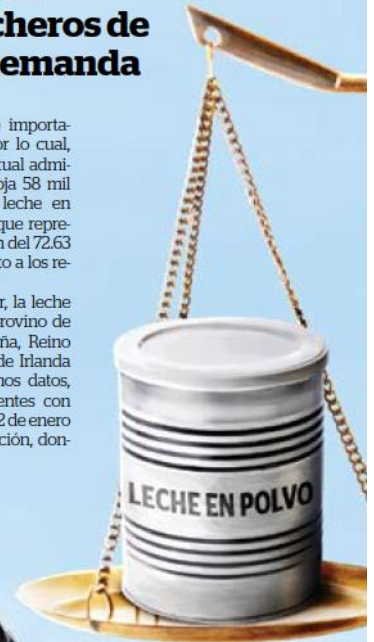 cheros de
emanda
importa-
or lo cual,
tual admi-
oja 58 mil
leche en
que repre-
n del 72.63
to a los re-
r, la leche
rovino de
ña, Reino
de Irlanda
nos datos,
entes con
2 de enero
ción, don-
LECHE EN POLVO